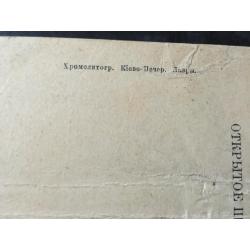 Хромолитогр. Кіево-Печер. Лавры.
ОТКРЫТОЕ